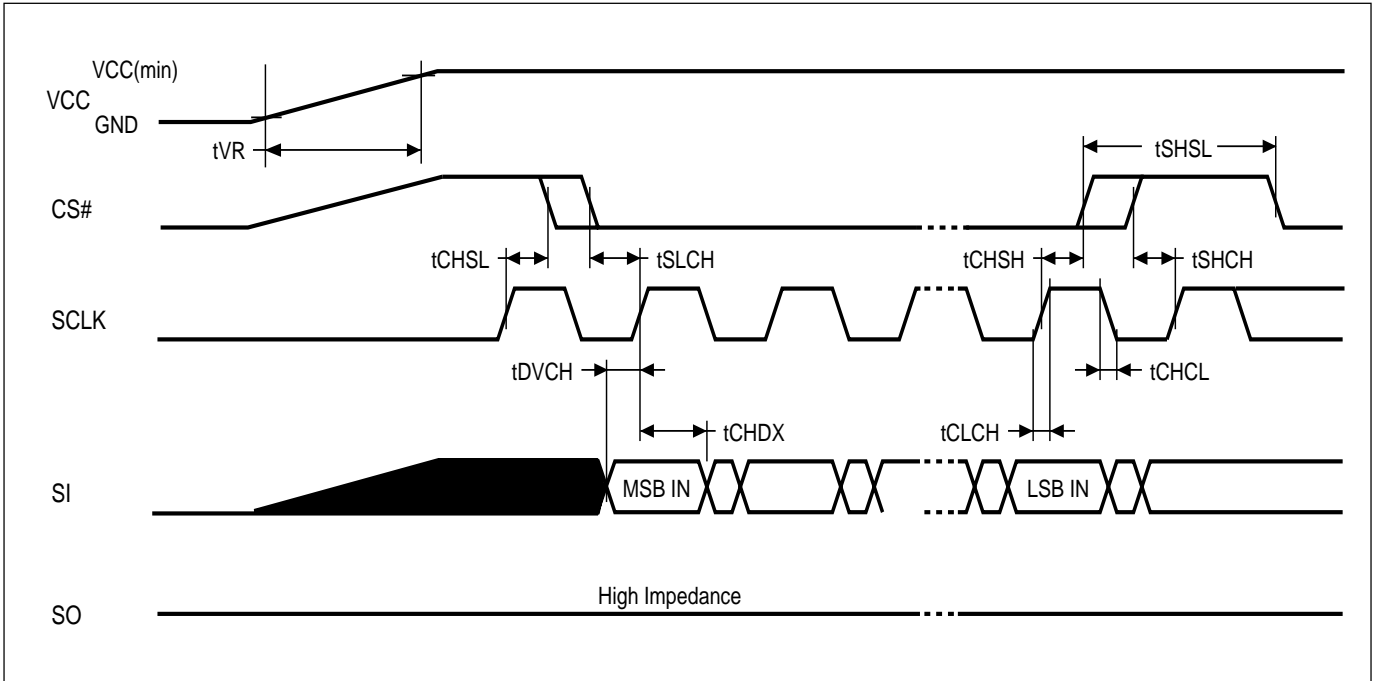 VCC(min)
VCC
GND
tVR
tSHSL
CS#
tCHSL
tSLCH
tCHSH
tSHCH
SCLK
tDVCH
tCHCL
tCHDX
tCLCH
SI
MSB IN
LSB IN
High Impedance
SO